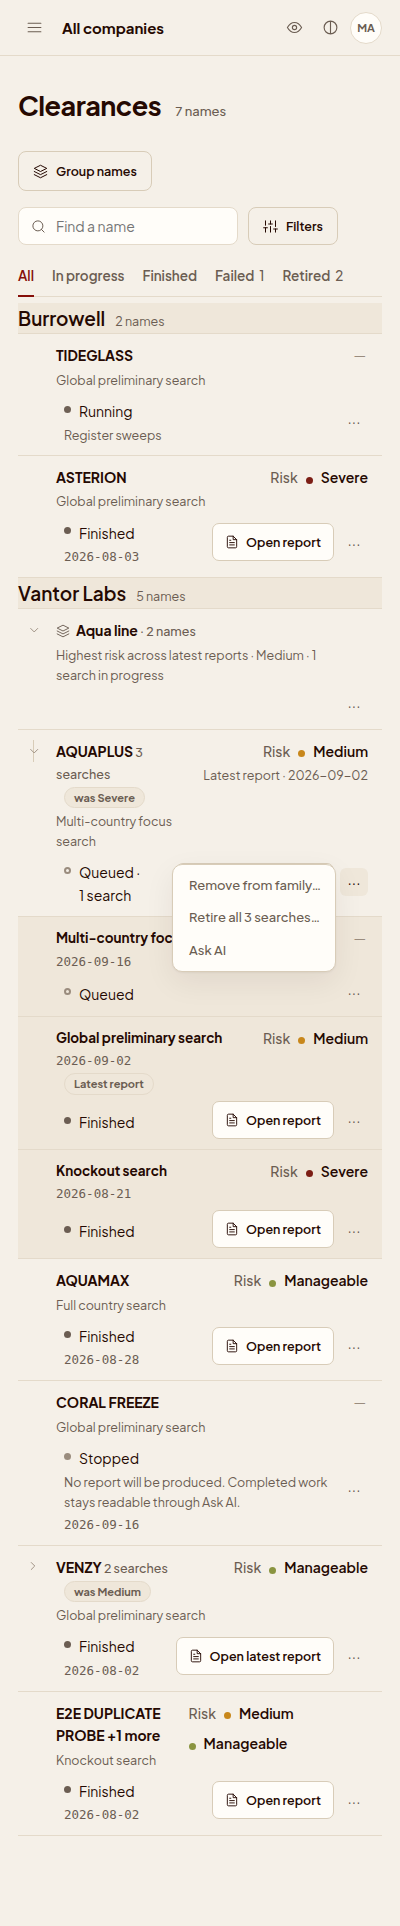 All companies
MA
Clearances 7 names
Group names
Find a name
Filters
All In progress Finished Failed 1 Retired 2
Burrowell 2 names
TIDEGLASS —
Global preliminary search
Running
Register sweeps
...
ASTERION Risk Severe
Global preliminary search
Finished
2026-08-03
Open report ...
Vantor Labs 5 names
Aqua line · 2 names
Highest risk across latest reports · Medium · 1
search in progress
...
AQUAPLUS 3 Risk Medium
searches Latest report · 2026-09-02
was Severe
Multi-country focus
search
Queued ·
1 search
...
Remove from family...
Retire all 3 searches...
Ask AI
Multi-country foc —
2026-09-16
Queued ...
Global preliminary search Risk Medium
2026-09-02
Latest report
Finished Open report ...
Knockout search Risk Severe
2026-08-21
Finished Open report ...
AQUAMAX Risk Manageable
Full country search
Finished
2026-08-28
Open report ...
CORAL FREEZE —
Global preliminary search
Stopped
No report will be produced. Completed work
stays readable through Ask AI.
2026-09-16
...
VENZY 2 searches Risk Manageable
was Medium
Global preliminary search
Finished
2026-08-02
Open latest report ...
E2E DUPLICATE Risk Medium
PROBE +1 more Manageable
Knockout search
Finished
2026-08-02
Open report ...